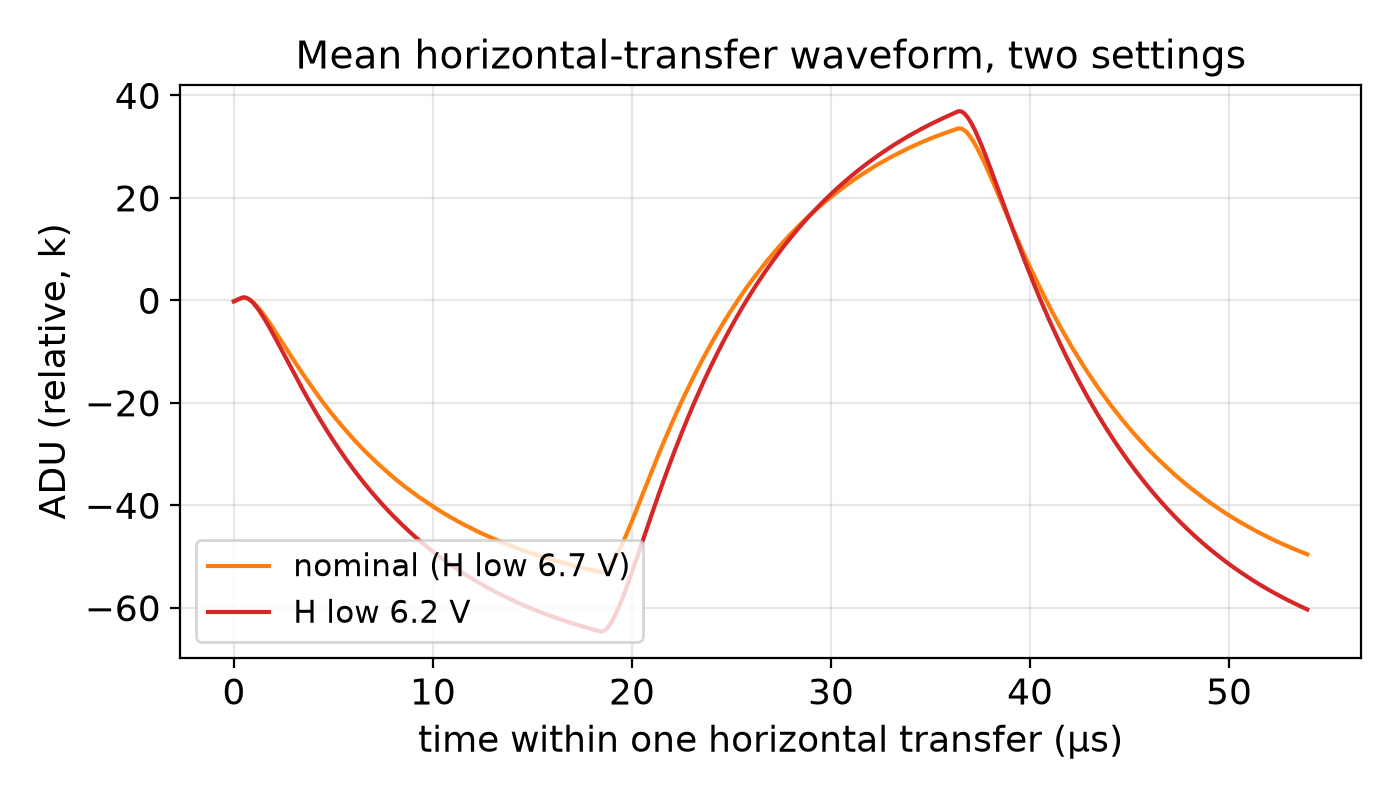 Mean horizontal-transfer waveform, two settings
ADU (relative, k)
40
20
0
−20
−40
−60
nominal (H low 6.7 V)
H low 6.2 V
0 10 20 30 40 50
time within one horizontal transfer (µs)